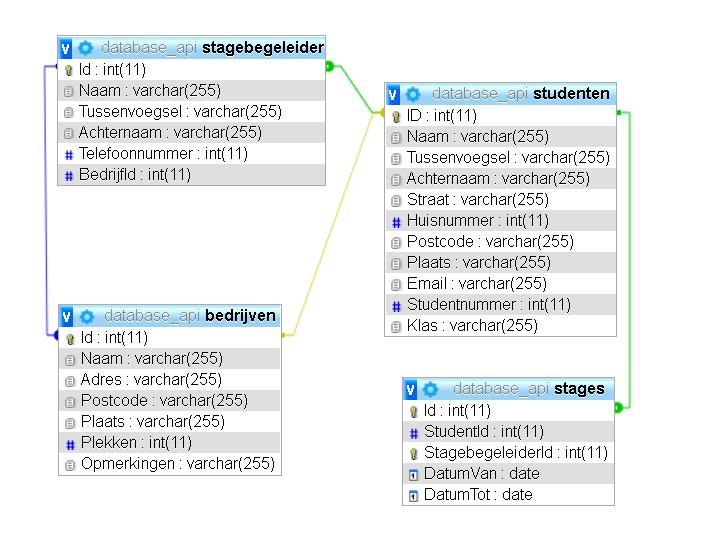 database_api stagebegeleider
Id : int(11)
Naam : varchar(255)
Tussenvoegsel : varchar(255)
Achternaam : varchar(255)
Telefoonnummer : int(11)
BedrijfId : int(11)
database_api studenten
ID : int(11)
Naam : varchar(255)
Tussenvoegsel : varchar(255)
Achternaam : varchar(255)
Straat : varchar(255)
Huisnummer : int(11)
Postcode : varchar(255)
Plaats : varchar(255)
Email : varchar(255)
Studentnummer : int(11)
Klas : varchar(255)
database_api bedrijven
Id : int(11)
Naam : varchar(255)
Adres : varchar(255)
Postcode : varchar(255)
Plaats : varchar(255)
Plekken : int(11)
Opmerkingen : varchar(255)
database_api stages
Id : int(11)
StudentId : int(11)
StagebegeleiderId : int(11)
DatumVan : date
DatumTot : date